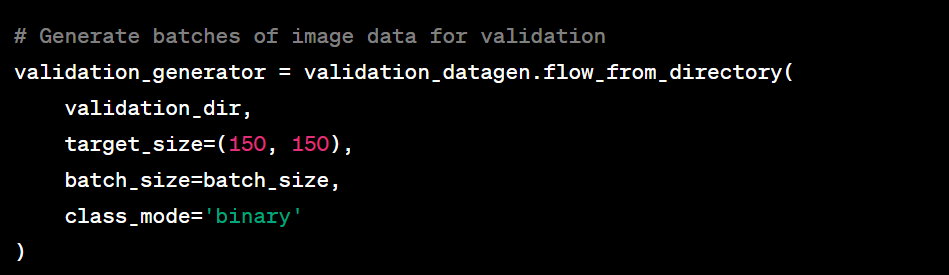 # Generate batches of image data for validation
validation_generator = validation_datagen.flow_from_directory(
    validation_dir,
    target_size=(150, 150),
    batch_size=batch_size,
    class_mode='binary'
)